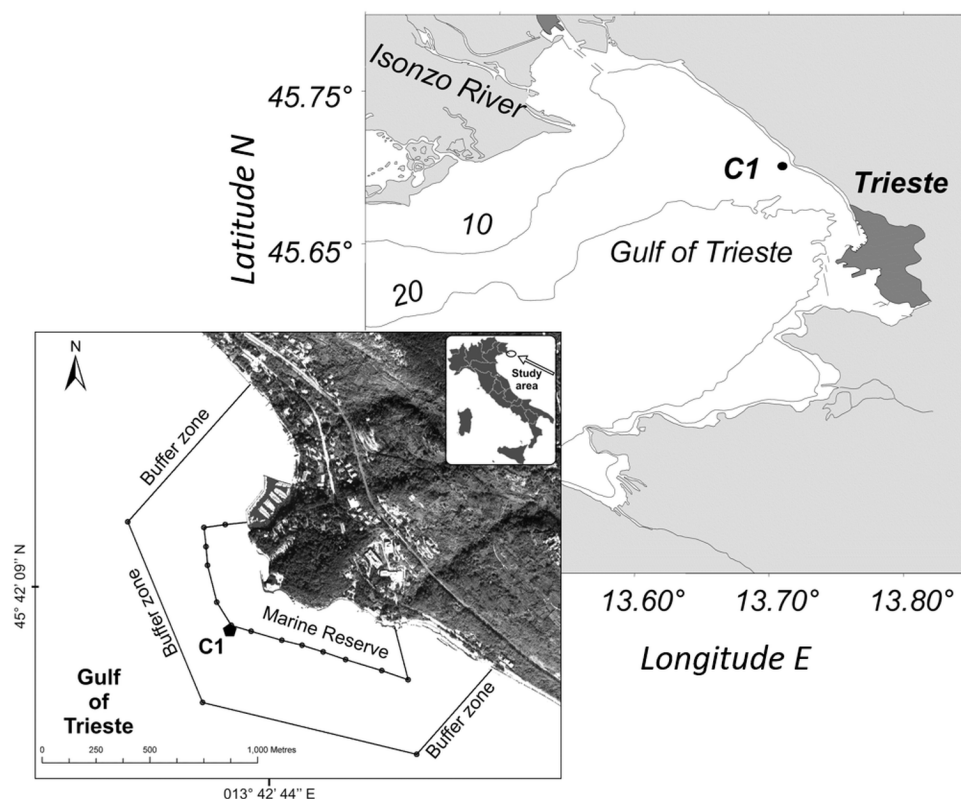 Isonzo River
45.75°
C1
Trieste
Latitude N
10
45.65°
Gulf of Trieste
20
13.60°
13.70°
13.80°
Longitude E
N
Study
area
Buffer zone
45° 42' 09'' N
Buffer zone
Marine Reserve
C1
Gulf
of
Trieste
Buffer zone
0
250
500
1,000 Metres
013° 42' 44'' E